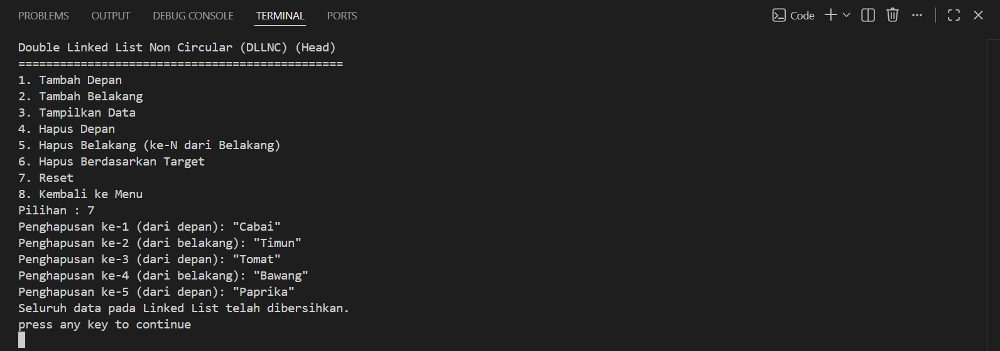 PROBLEMS OUTPUT DEBUG CONSOLE TERMINAL PORTS Code
Double Linked List Non Circular (DLLNC) (Head)
===============================================
1. Tambah Depan
2. Tambah Belakang
3. Tampilkan Data
4. Hapus Depan
5. Hapus Belakang (ke-N dari Belakang)
6. Hapus Berdasarkan Target
7. Reset
8. Kembali ke Menu
Pilihan : 7
Penghapusan ke-1 (dari depan): "Cabai"
Penghapusan ke-2 (dari belakang): "Timun"
Penghapusan ke-3 (dari depan): "Tomat"
Penghapusan ke-4 (dari belakang): "Bawang"
Penghapusan ke-5 (dari depan): "Paprika"
Seluruh data pada Linked List telah dibersihkan.
press any key to continue